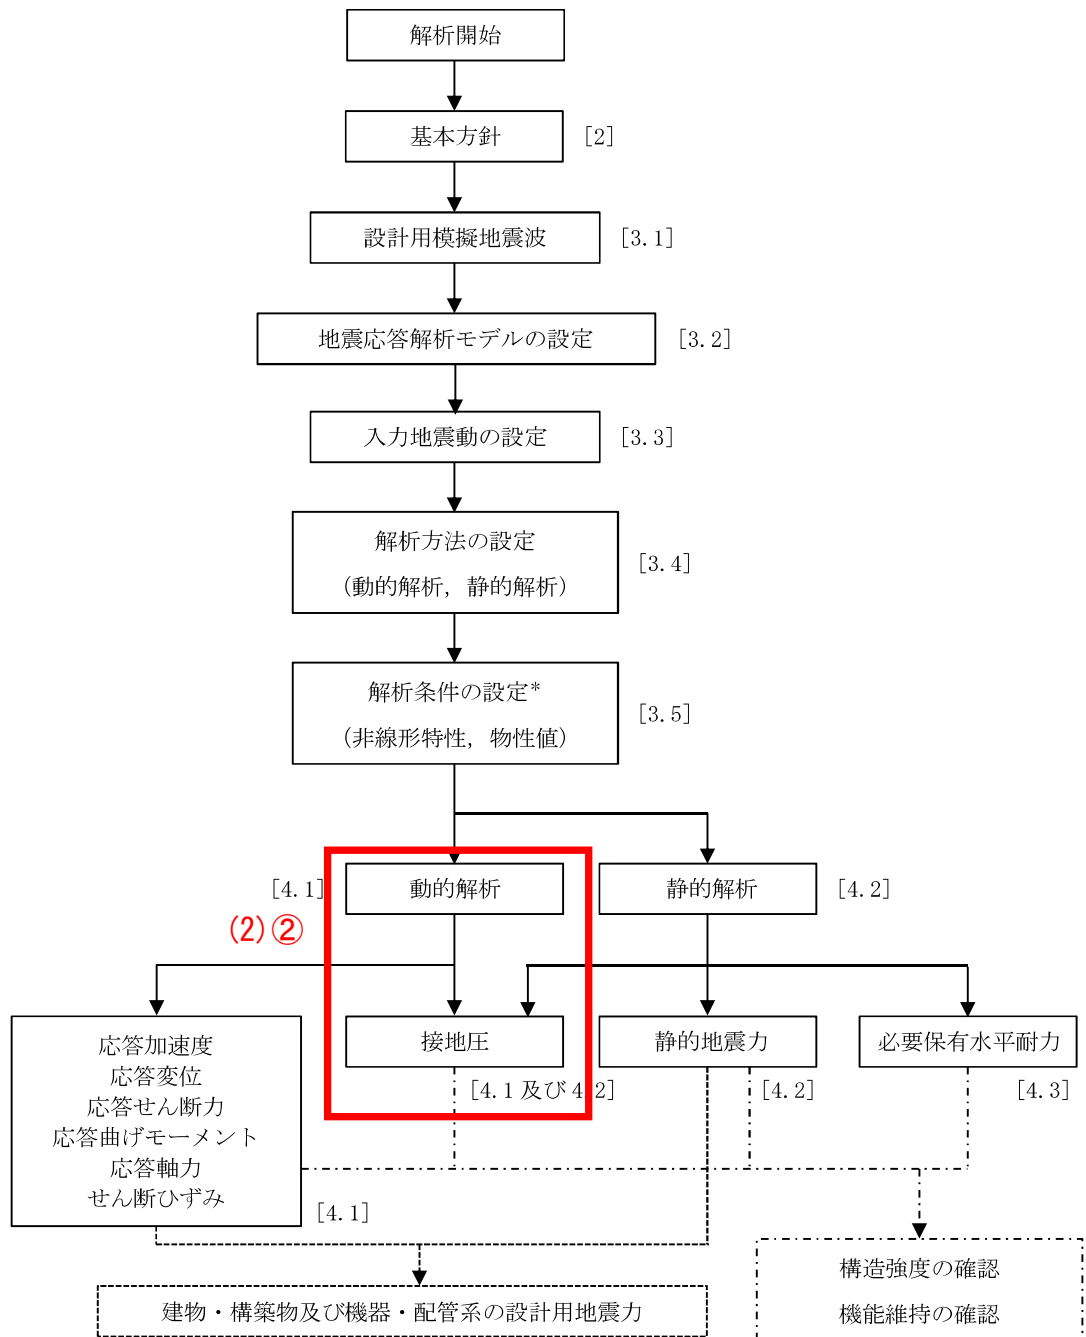 解析開始
基本方針
[2]
設計用模擬地震波
[3.1]
地震応答解析モデルの設定
[3.2]
入力地震動の設定
[3.3]
解析方法の設定
(動的解析, 静的解析)
[3.4]
解析条件の設定*
(非線形特性, 物性値)
[3.5]
[4.1]
動的解析
静的解析
[4.2]
(2)②
応答加速度
応答変位
応答せん断力
応答曲げモーメント
応答軸力
せん断ひずみ
[4.1]
接地圧
[4.1 及び 4.2]
静的地震力
[4.2]
必要保有水平耐力
[4.3]
建物・構築物及び機器・配管系の設計用地震力
構造強度の確認
機能維持の確認